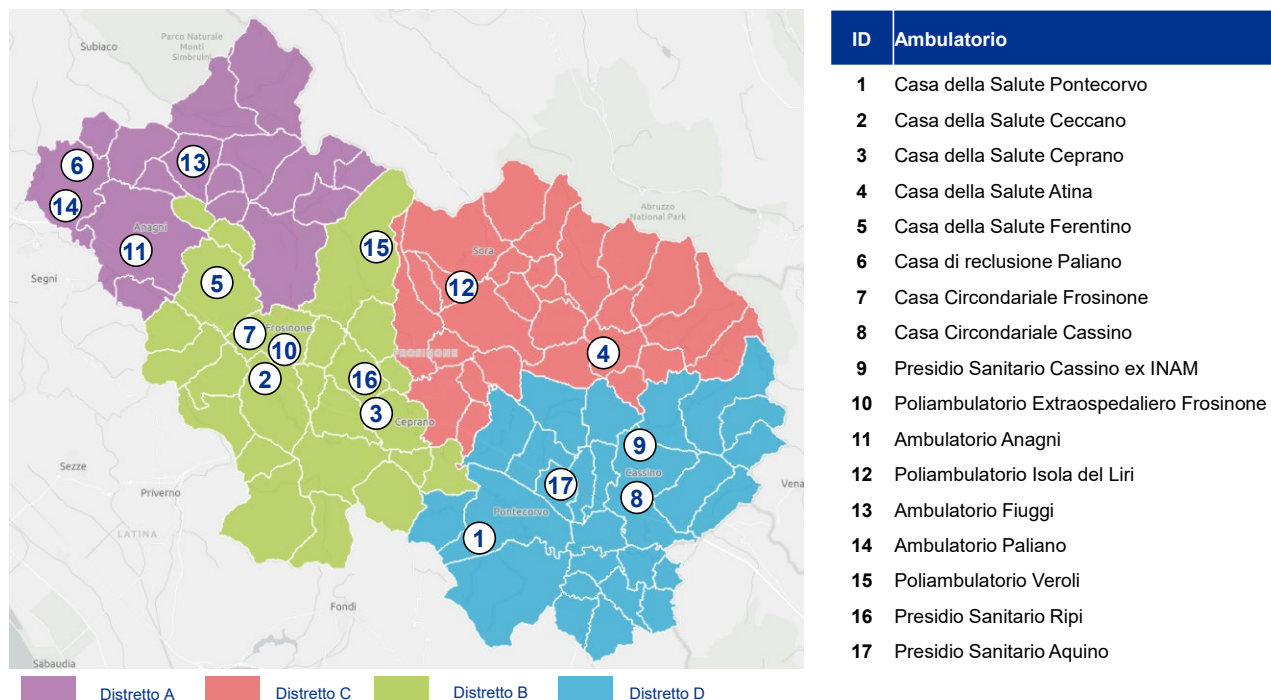 Subiaco
Parco Naturale
Monti
Simbruini
6
13
14
Anagni
11
Segni
5
15
Sora
12
Abruzzo
National Park
7
Frosinone
10
2
16
FROSINONE
4
3
Ceprano
Sezze
Priverno
LATINA
9
Cassino
17
8
Pontecorvo
1
Vena
Fondi
Sabaudia
Distretto A
Distretto C
Distretto B
Distretto D
ID Ambulatorio
1 Casa della Salute Pontecorvo
2 Casa della Salute Ceccano
3 Casa della Salute Ceprano
4 Casa della Salute Atina
5 Casa della Salute Ferentino
6 Casa di reclusione Paliano
7 Casa Circondariale Frosinone
8 Casa Circondariale Cassino
9 Presidio Sanitario Cassino ex INAM
10 Poliambulatorio Extraospedaliero Frosinone
11 Ambulatorio Anagni
12 Poliambulatorio Isola del Liri
13 Ambulatorio Fiuggi
14 Ambulatorio Paliano
15 Poliambulatorio Veroli
16 Presidio Sanitario Ripi
17 Presidio Sanitario Aquino